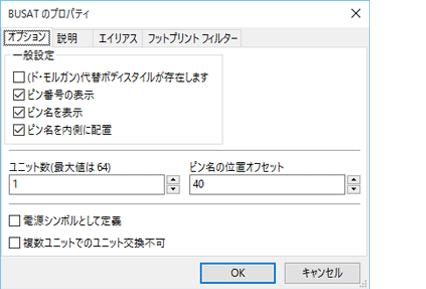 BUSAT のプロパティ
オプション 説明 エイリアス フットプリント フィルター
一般設定
(ド・モルガン)代替ボディスタイルが存在します
ピン番号の表示
ピン名を表示
ピン名を内側に配置
ユニット数(最大値は 64) ピン名の位置オフセット
1 40
電源シンボルとして定義
複数ユニットでのユニット交換不可
OK キャンセル